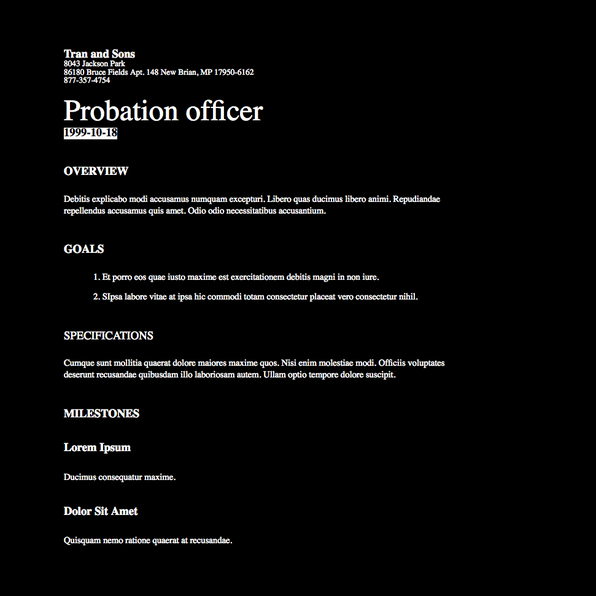 Tran and Sons
8043 Jackson Park
86180 Bruce Fields Apt. 148 New Brian, MP 17950-6162
877-357-4754
Probation officer
1999-10-18
OVERVIEW
Debitis explicabo modi accusamus numquam excepturi. Libero quas ducimus libero animi. Repudiandae
repellendus accusamus quis amet. Odio odio necessitatibus accusantium.
GOALS
1. Et porro eos quae iusto maxime est exercitationem debitis magni in non iure.
2. SIpsa labore vitae at ipsa hic commodi totam consectetur placeat vero consectetur nihil.
SPECIFICATIONS
Cumque sunt mollitia quaerat dolore maiores maxime quos. Nisi enim molestiae modi. Officiis voluptates
deserunt recusandae quibusdam illo laboriosam autem. Ullam optio tempore dolore suscipit.
MILESTONES
Lorem Ipsum
Ducimus consequatur maxime.
Dolor Sit Amet
Quisquam nemo ratione quaerat at recusandae.